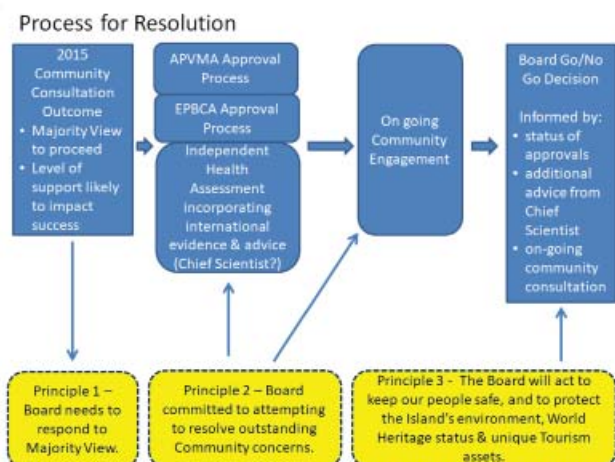 Process for Resolution
2015
Community
Consultation
Outcome
• Majority View
to proceed
• Level of
support likely
to impact
success
APVMA Approval
Process
EPBCA Approval
Process
Independent
Health
Assessment
incorporating
international
evidence & advice
(Chief Scientist?)
On going
Community
Engagement
Board Go/No
Go Decision
Informed by:
• status of
approvals
• additional
advice from
Chief
Scientist
• on-going
community
consultation
Principle 1 –
Board needs to
respond to
Majority View.
Principle 2 – Board
committed to attempting
to resolve outstanding
Community concerns.
Principle 3 - The Board will act to
keep our people safe, and to protect
the Island's environment, World
Heritage status & unique Tourism
assets.